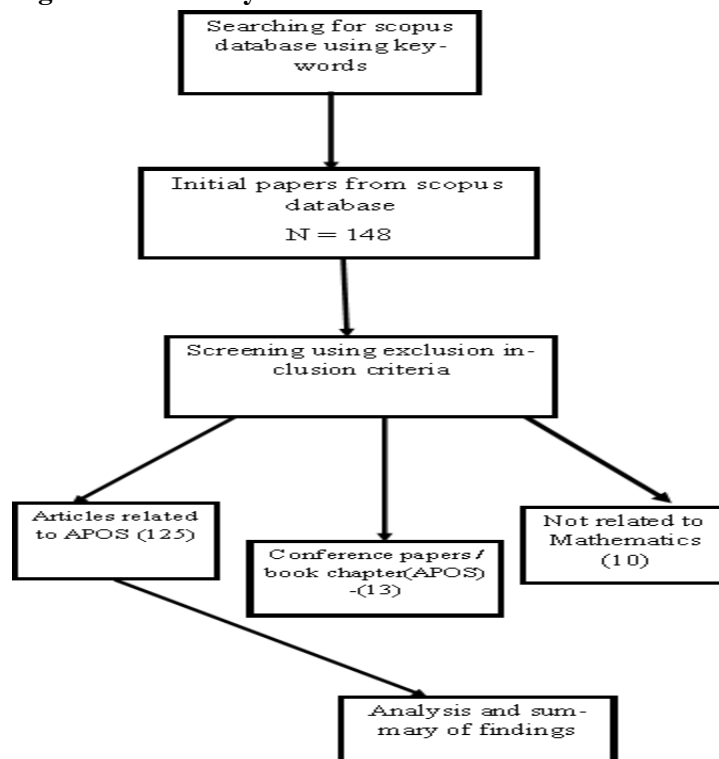 Searching for scopus
database using key-
words
Initial papers from scopus
database
N = 148
Screening using exclusion in-
clusion criteria
Articles related
to APOS (125)
Conference papers /
book chapter(APOS)
-(13)
Not related to
Mathematics
(10)
Analysis and sum-
mary of findings